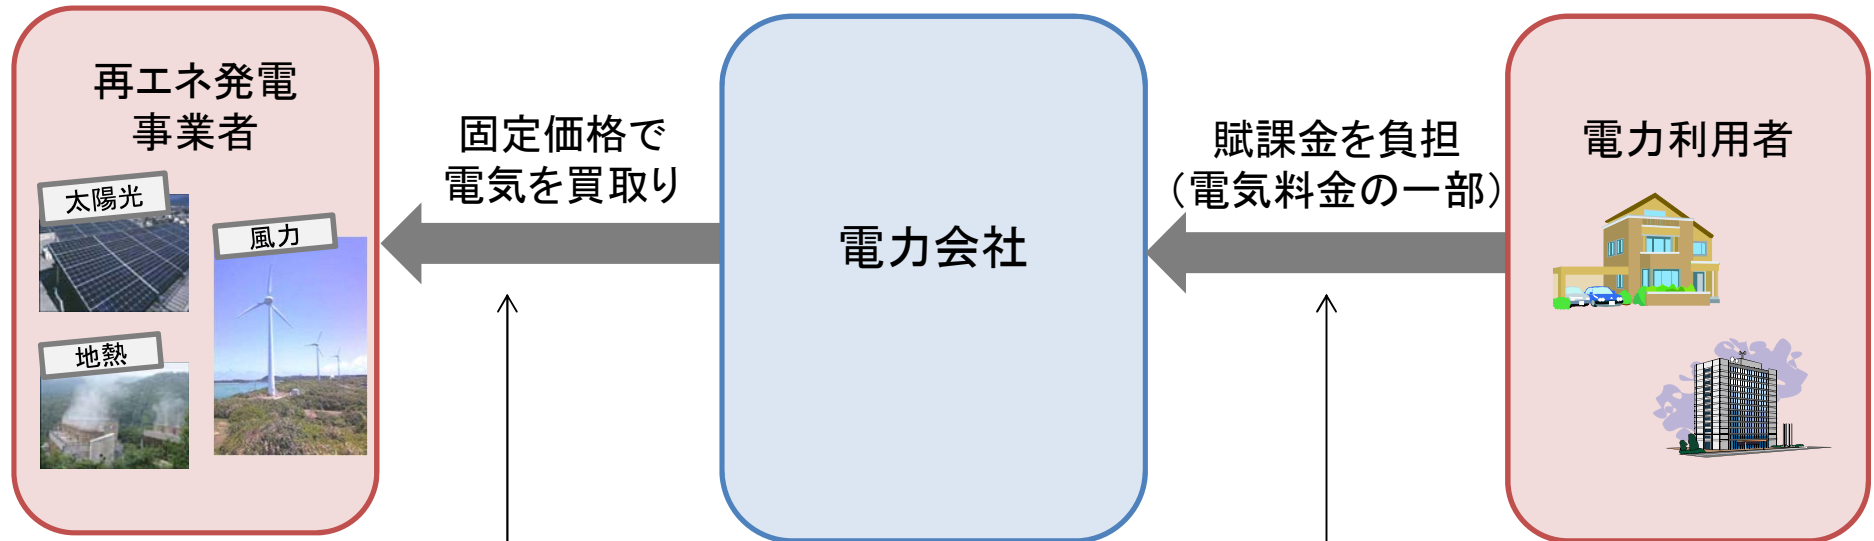 再エネ発電
事業者
太陽光
風力
地熱
固定価格で
電気を買取り
電力会社
賦課金を負担
(電気料金の一部)
電力利用者